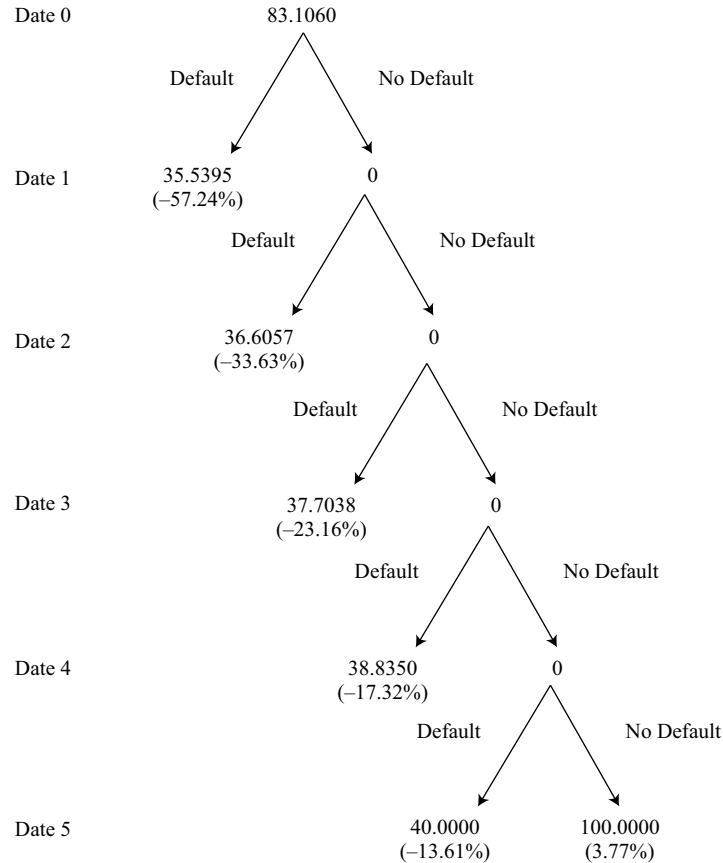 Date 0 83.1060
Default No Default
Date 1 35.5395 0
(–57.24%)
Default No Default
Date 2 36.6057 0
(–33.63%)
Default No Default
Date 3 37.7038 0
(–23.16%)
Default No Default
Date 4 38.8350 0
(–17.32%)
Default No Default
Date 5 40.0000 100.0000
(–13.61%) (3.77%)